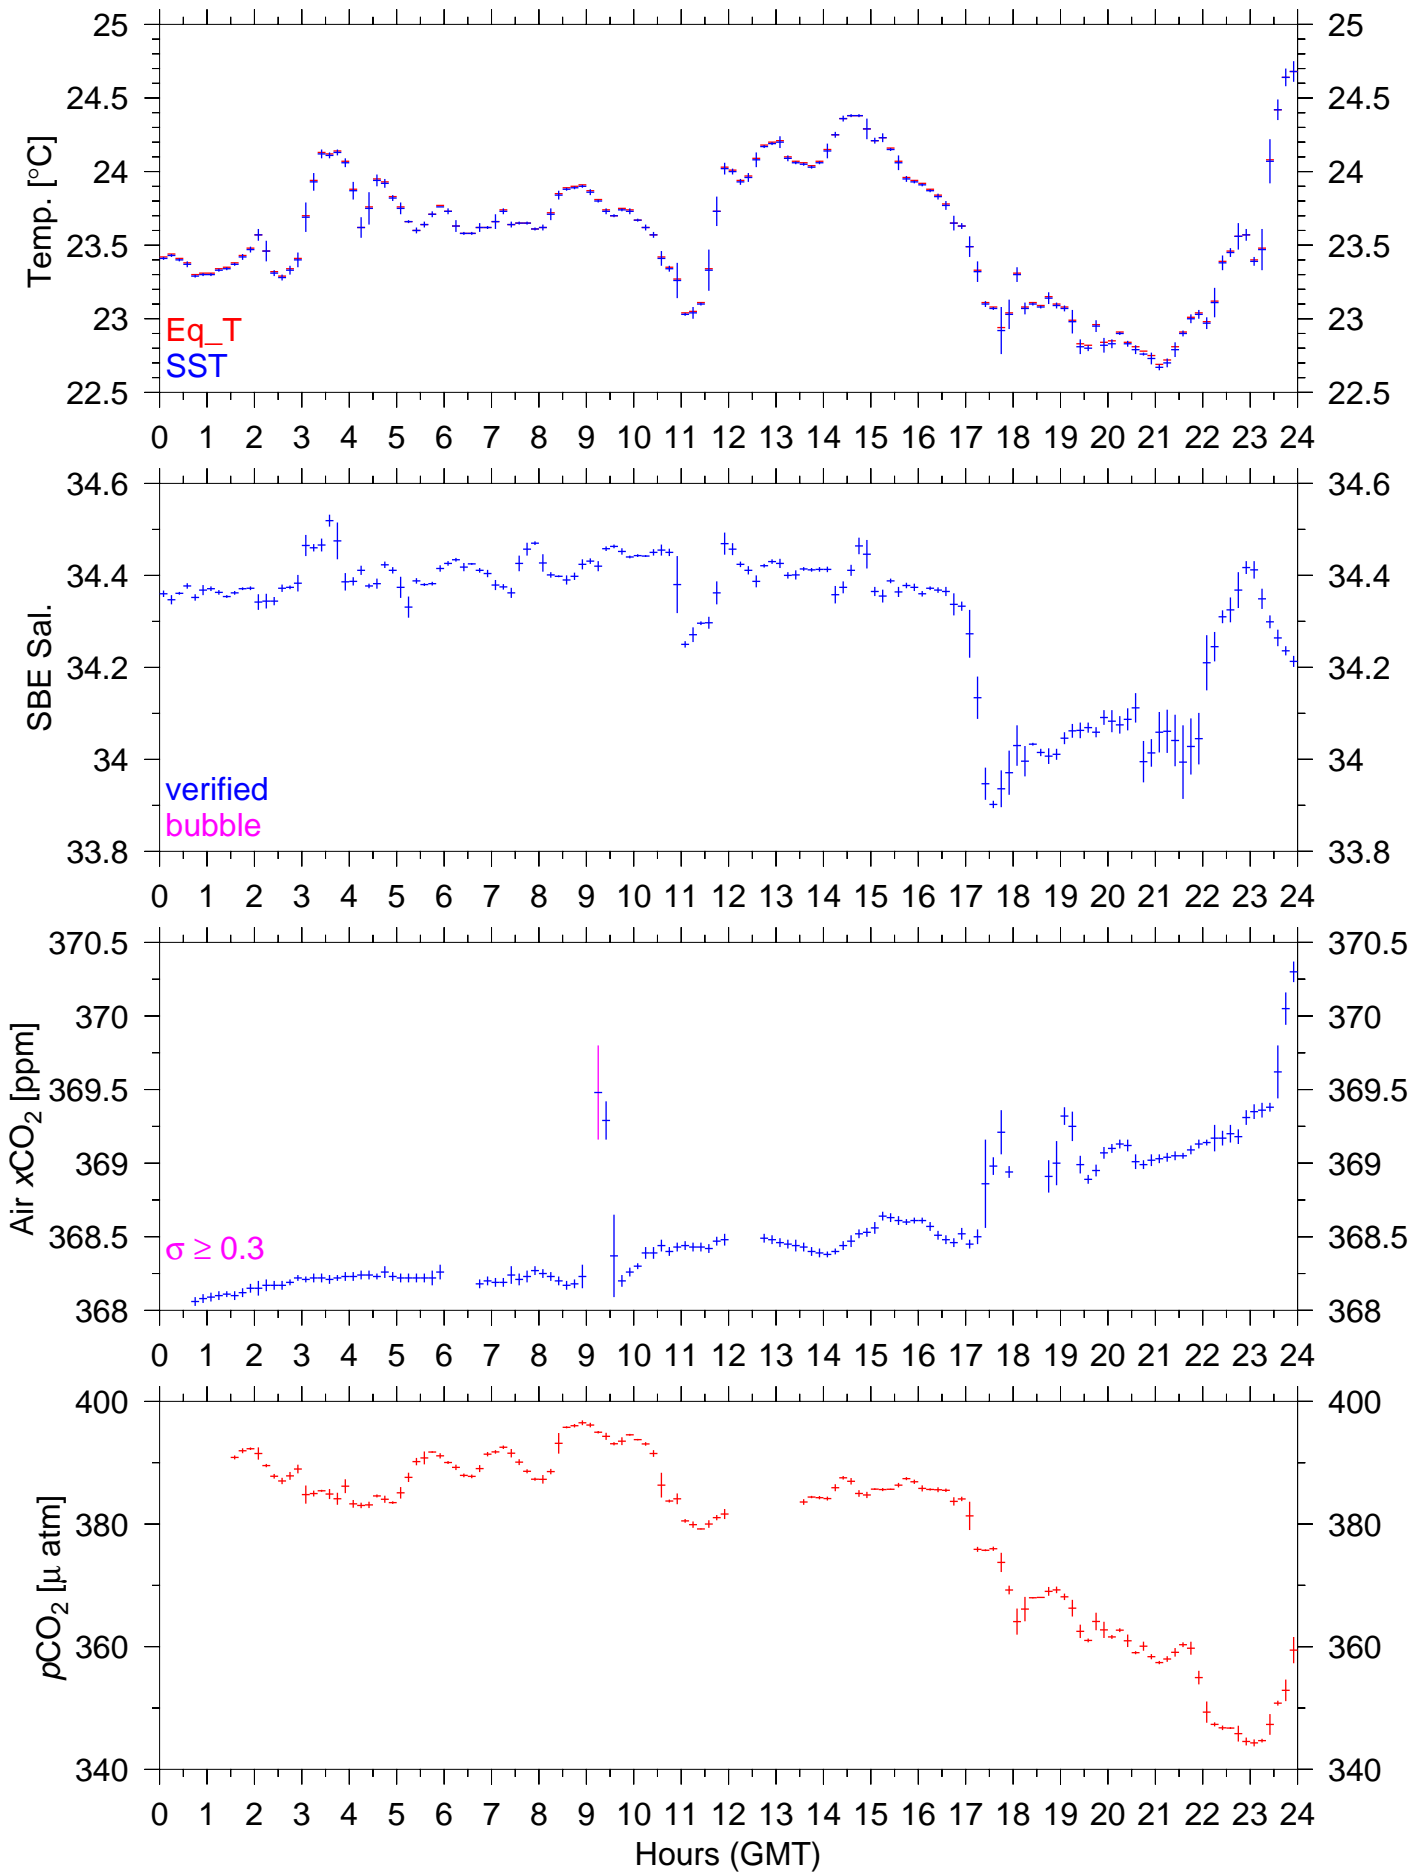 25 25
24.5 24.5
24 24
23.5 23.5
23 23
22.5 22.5
Temp. [°C]
Eq_T
SST
0 1 2 3 4 5 6 7 8 9 10 11 12 13 14 15 16 17 18 19 20 21 22 23 24
34.6 34.6
34.4 34.4
34.2 34.2
34 34
33.8 33.8
SBE Sal.
verified
bubble
0 1 2 3 4 5 6 7 8 9 10 11 12 13 14 15 16 17 18 19 20 21 22 23 24
370.5 370.5
370 370
369.5 369.5
369 369
368.5 368.5
368 368
Air xCO₂ [ppm]
σ ≥ 0.3
0 1 2 3 4 5 6 7 8 9 10 11 12 13 14 15 16 17 18 19 20 21 22 23 24
400 400
380 380
360 360
340 340
pCO₂ [μ atm]
0 1 2 3 4 5 6 7 8 9 10 11 12 13 14 15 16 17 18 19 20 21 22 23 24
Hours (GMT)